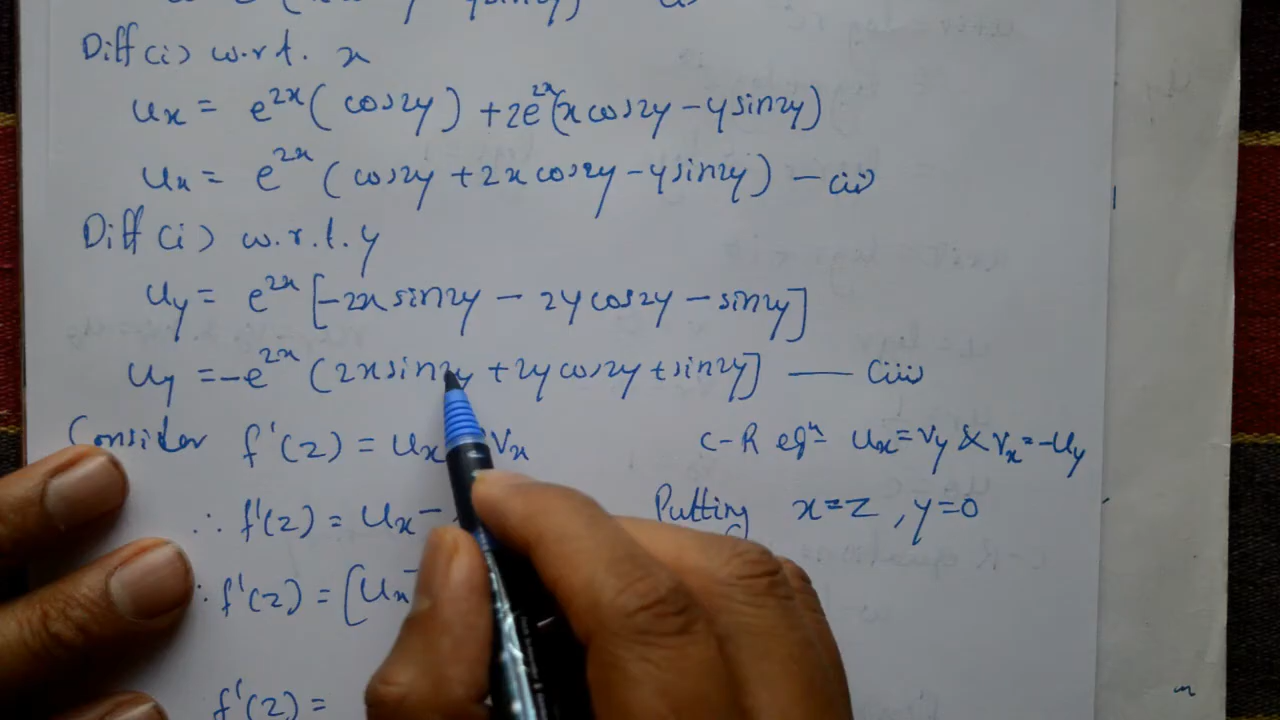 Diff (i) w.r.t. x
ux = e^2x ( cos2y ) + 2e^2x (x cos2y - y sin2y)
ux = e^2x ( cos2y + 2x cos2y - y sin2y ) - (ii)
Diff (i) w.r.t. y
uy = e^2x [ -2x sin2y - 2y cos2y - sin2y ]
uy = -e^2x ( 2x sin2y + 2y cos2y + sin2y ] — (iii)
Consider f'(z) = ux vx C-R eqn ux = vy & vx = -uy
∴ f'(z) = ux - Putting x = z , y = 0
∴ f'(z) = [ux -
f'(z) =